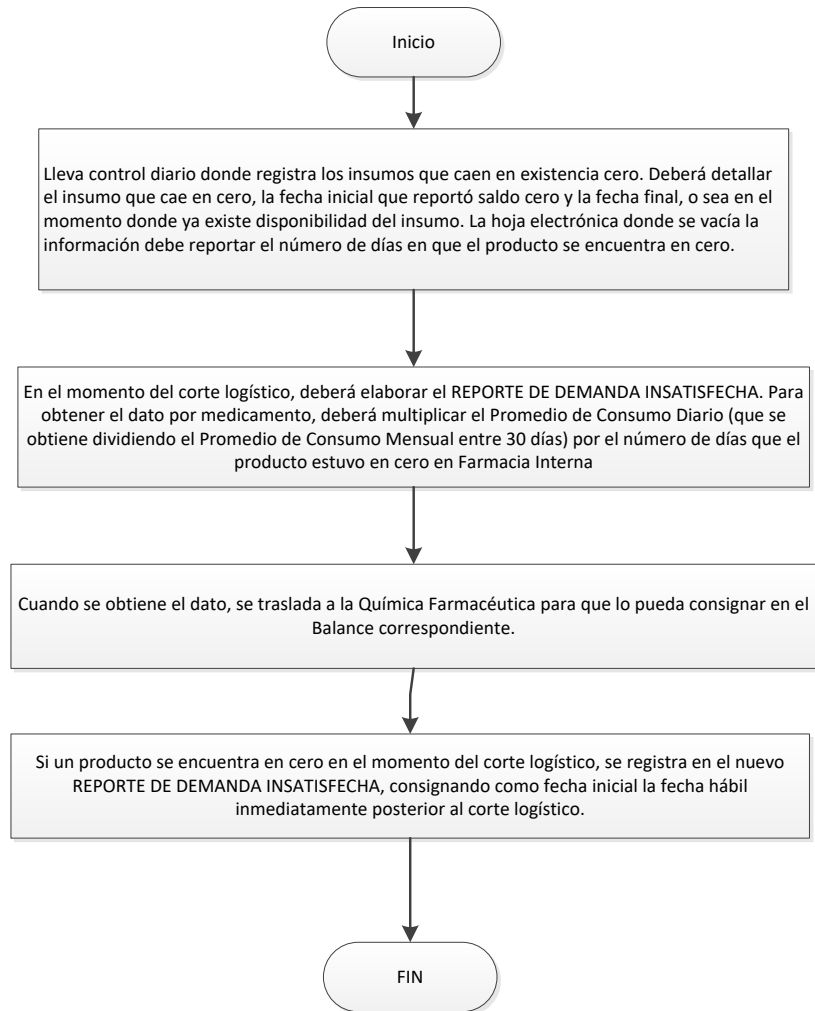 Inicio
Lleva control diario donde registra los insumos que caen en existencia cero. Deberá detallar
el insumo que cae en cero, la fecha inicial que reportó saldo cero y la fecha final, o sea en el
momento donde ya existe disponibilidad del insumo. La hoja electrónica donde se vacía la
información debe reportar el número de días en que el producto se encuentra en cero.
En el momento del corte logístico, deberá elaborar el REPORTE DE DEMANDA INSATISFECHA. Para
obtener el dato por medicamento, deberá multiplicar el Promedio de Consumo Diario (que se
obtiene dividiendo el Promedio de Consumo Mensual entre 30 días) por el número de días que el
producto estuvo en cero en Farmacia Interna
Cuando se obtiene el dato, se traslada a la Química Farmacéutica para que lo pueda consignar en el
Balance correspondiente.
Si un producto se encuentra en cero en el momento del corte logístico, se registra en el nuevo
REPORTE DE DEMANDA INSATISFECHA, consignando como fecha inicial la fecha hábil
inmediatamente posterior al corte logístico.
FIN